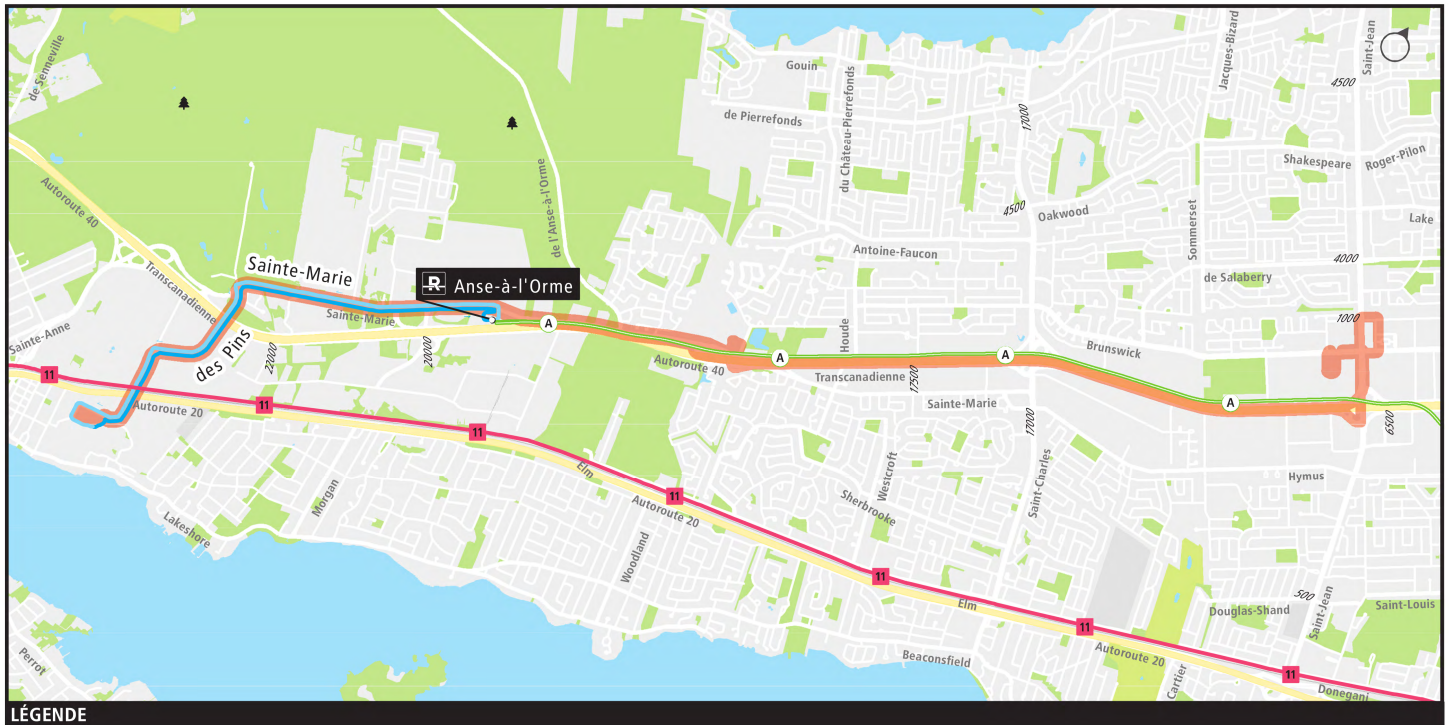 de Senneville
Gouin
Jacques-Bizard
Saint-Jean
4500
de Pierrefonds
du Château-Pierrefonds
17000
Shakespeare
Roger-Pilon
Autoroute 40
de l'Anse-à-l'Orme
4500
Oakwood
Sommerset
Lake
Antoine-Faucon
4000
de Salaberry
Transcanadienne
Sainte-Marie
Anse-à-l'Orme
Sainte-Marie
1000
Sainte-Anne
des Pins
22000
20000
A
Houde
A
A
Brunswick
Autoroute 40
Transcanadienne
17500
Sainte-Marie
17000
A
6500
11
Autoroute 20
11
11
Elm
Autoroute 20
11
Sherbrooke
Westcroft
Saint-Charles
Hymus
Morgan
Lakeshore
Woodland
11
Elm
500
Douglas-Shand
Saint-Jean
Saint-Louis
11
Perrot
Beaconsfield
Autoroute 20
Cartier
11
Donegani
LÉGENDE